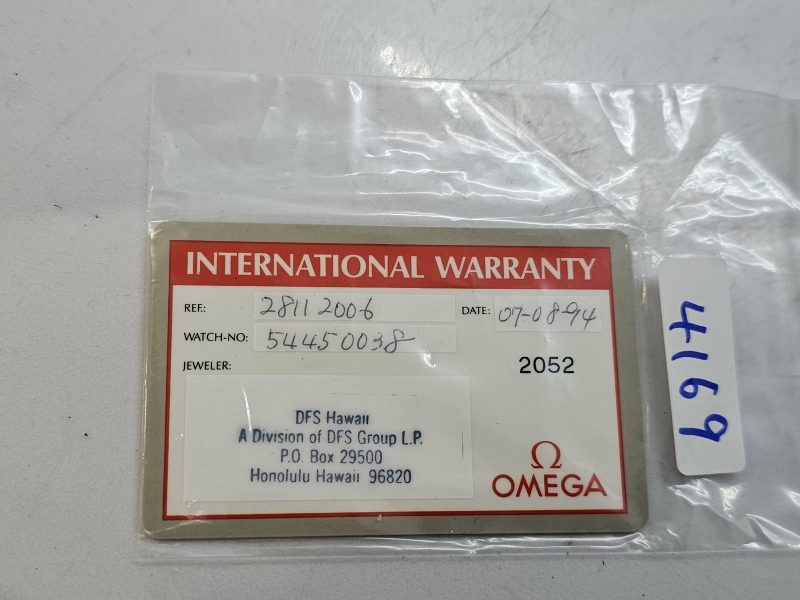 INTERNATIONAL WARRANTY
REF.: 2811 2006 DATE: 07-08-94
WATCH-NO: 54450038
JEWELER: 2052
DFS Hawaii
A Division of DFS Group L.P.
P.O. Box 29500
Honolulu Hawaii 96820
Ω
OMEGA
4169